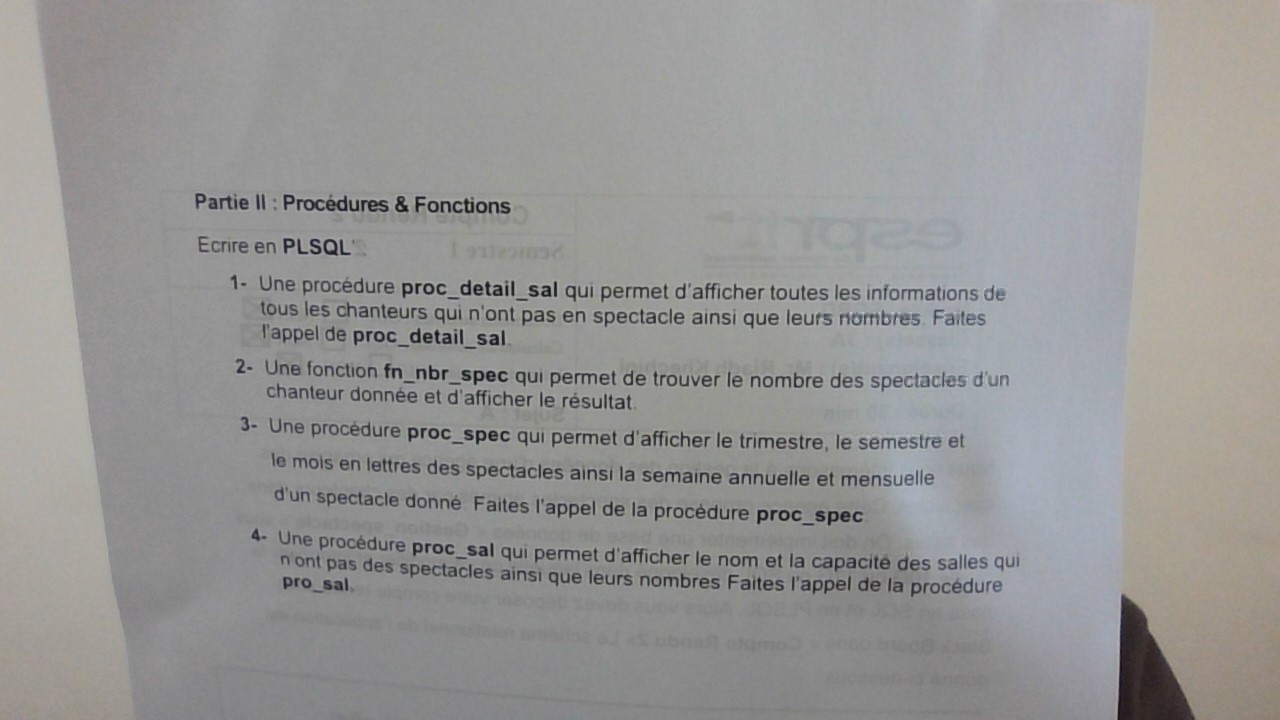 Partie II : Procédures & Fonctions
Ecrire en PLSQL
1- Une procédure proc_detail_sal qui permet d'afficher toutes les informations de
tous les chanteurs qui n'ont pas en spectacle ainsi que leurs nombres. Faites
l'appel de proc_detail_sal.
2- Une fonction fn_nbr_spec qui permet de trouver le nombre des spectacles d'un
chanteur donnée et d'afficher le résultat.
3- Une procédure proc_spec qui permet d'afficher le trimestre, le semestre et
le mois en lettres des spectacles ainsi la semaine annuelle et mensuelle
d'un spectacle donné. Faites l'appel de la procédure proc_spec.
4- Une procédure proc_sal qui permet d'afficher le nom et la capacité des salles qui
n'ont pas des spectacles ainsi que leurs nombres Faites l'appel de la procédure
pro_sal.